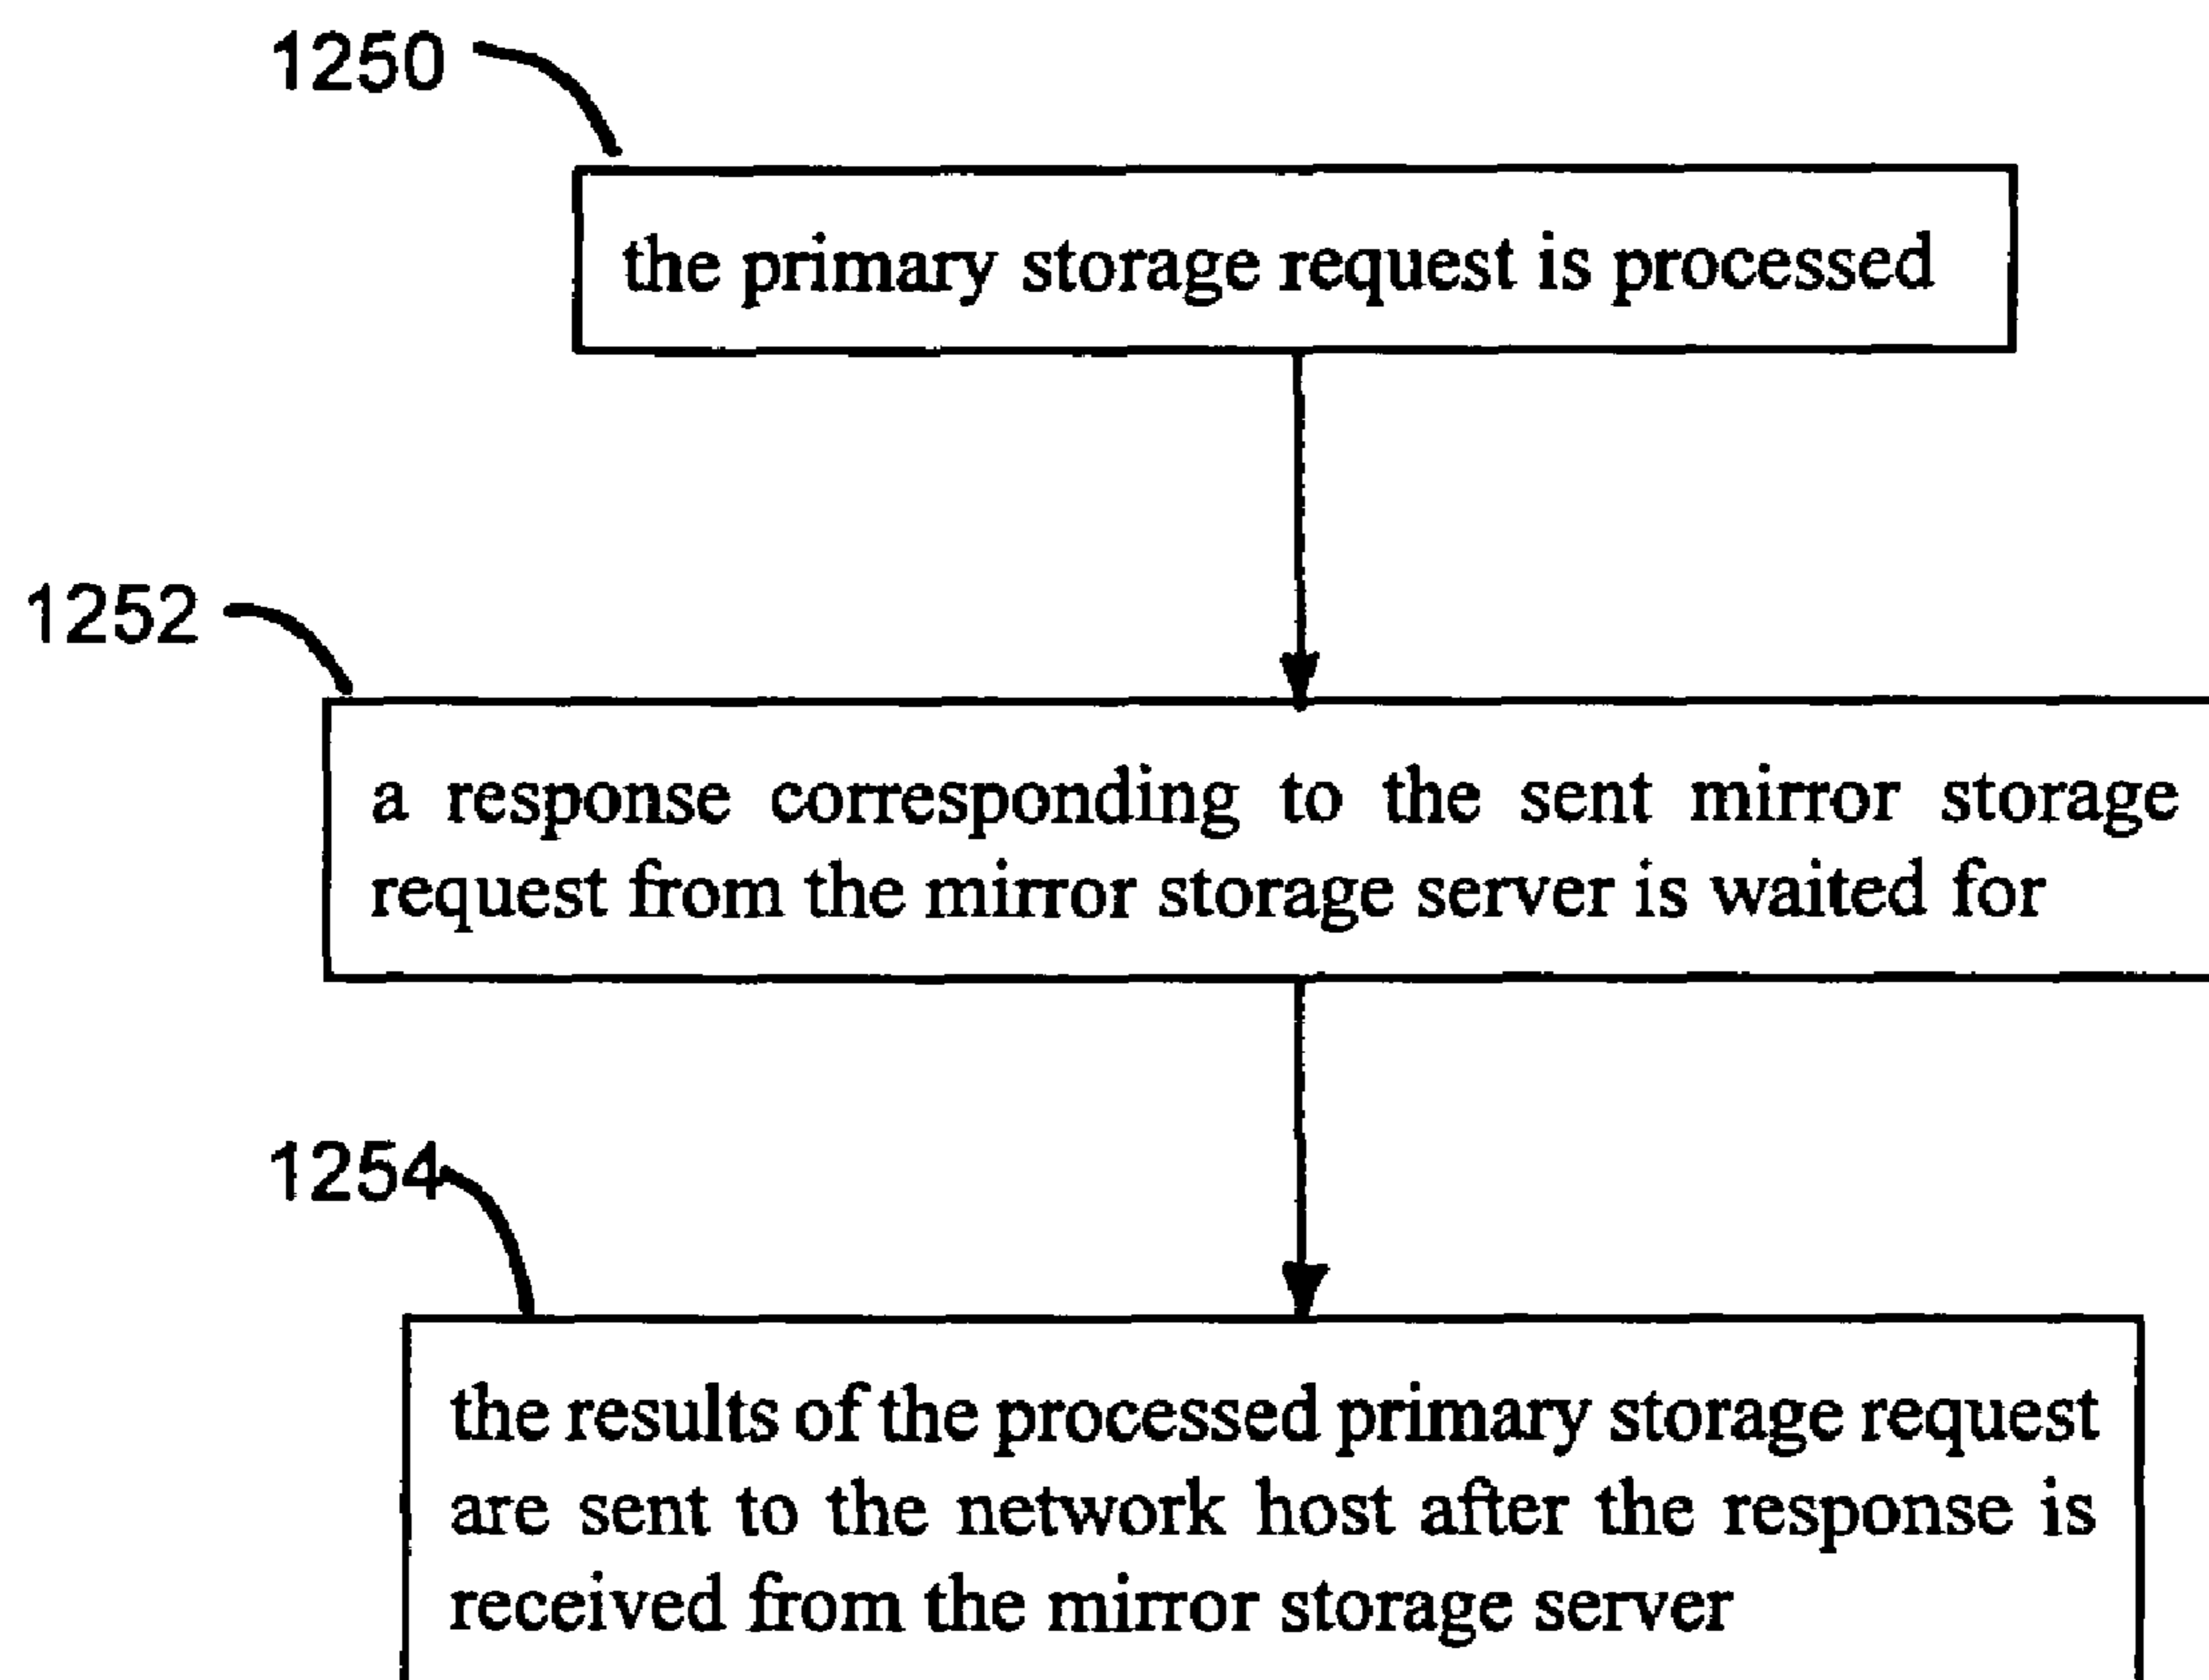 1250
the primary storage request is processed
1252
a response corresponding to the sent mirror storage
request from the mirror storage server is waited for
1254
the results of the processed primary storage request
are sent to the network host after the response is
received from the mirror storage server